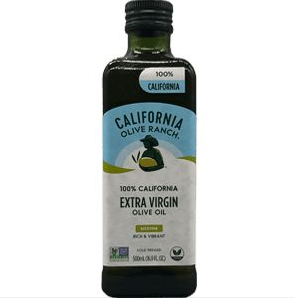 100%
CALIFORNIA
CALIFORNIA
OLIVE RANCH®
100% CALIFORNIA
EXTRA VIRGIN
OLIVE OIL
MEDIUM
RICH & VIBRANT
COLD PRESSED
500mL (16.9 FL OZ)